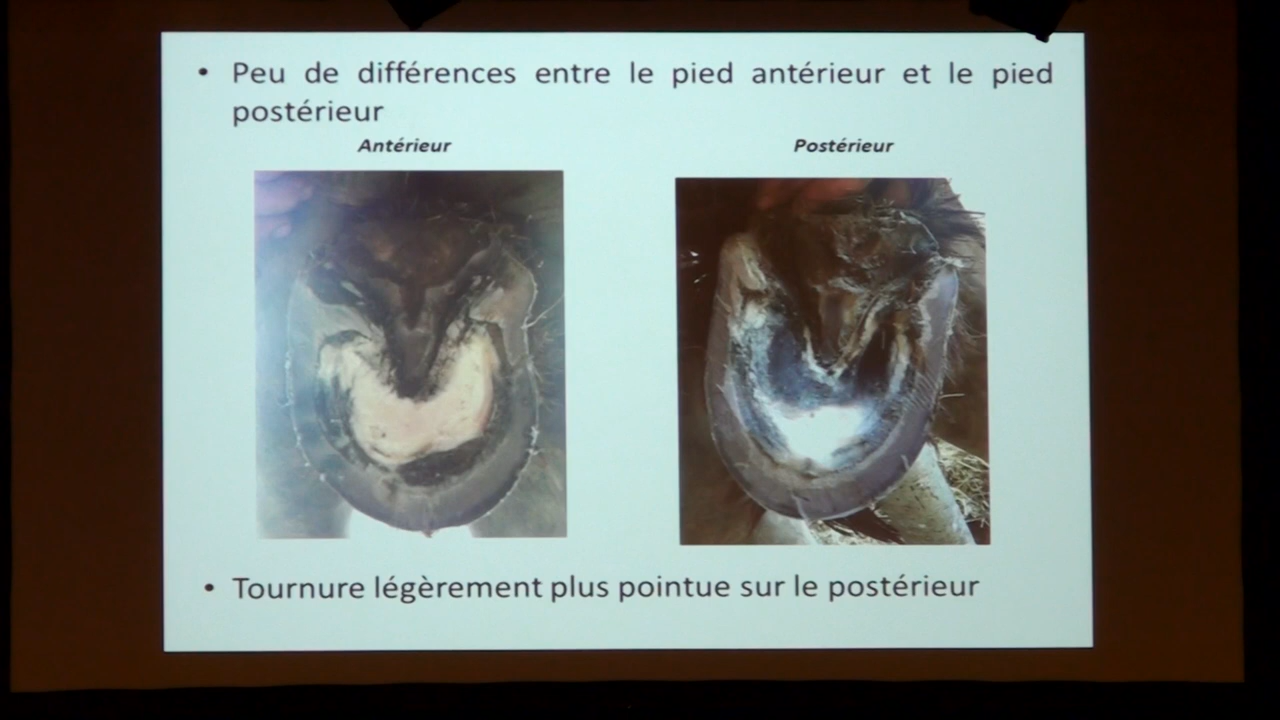 • Peu de différences entre le pied antérieur et le pied
postérieur
Antérieur
Postérieur
• Tournure légèrement plus pointue sur le postérieur